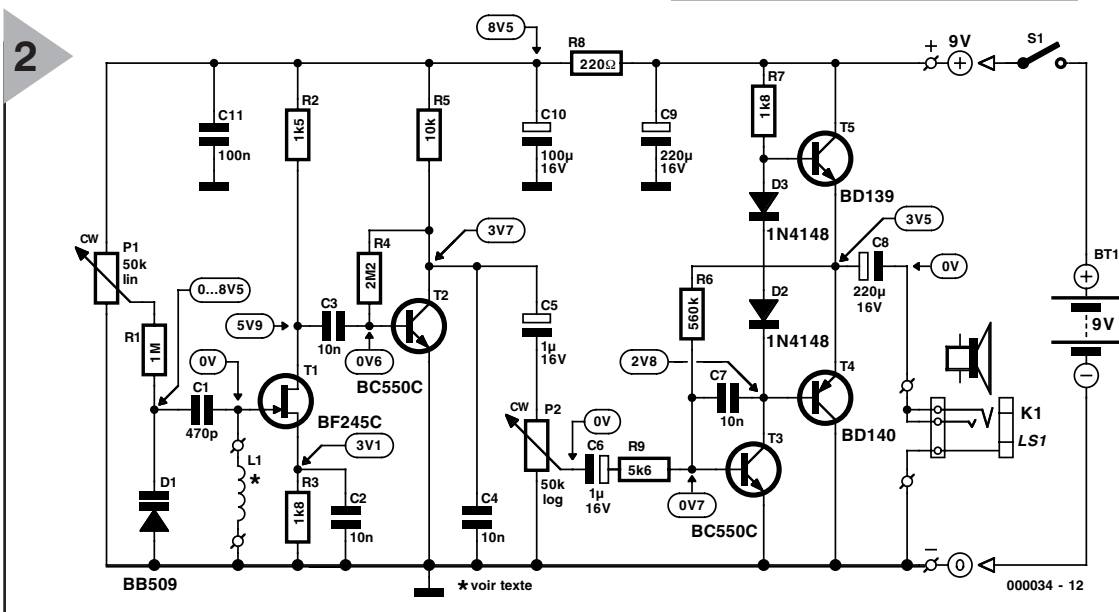 2
8V5
R8
220Ω
9V
+
+
S1
C11
100n
R2
1k5
R5
10k
C10
100µ
16V
C9
220µ
16V
R7
1k8
T5
BD139
D3
1N4148
3V5
C8
220µ
16V
0V
BT1
+
9V
−
CW
P1
50k
lin
0...8V5
R1
1M
5V9
C3
10n
R4
2M2
3V7
T2
BC550C
0V6
C5
1µ
16V
R6
560k
D2
1N4148
2V8
C7
10n
T4
BD140
0V
C1
470p
T1
BF245C
3V1
L1
*
R3
1k8
C2
10n
C4
10n
CW
P2
50k
log
0V
C6
1µ
16V
R9
5k6
0V7
T3
BC550C
K1
LS1
D1
BB509
* voir texte
−
0
000034 - 12